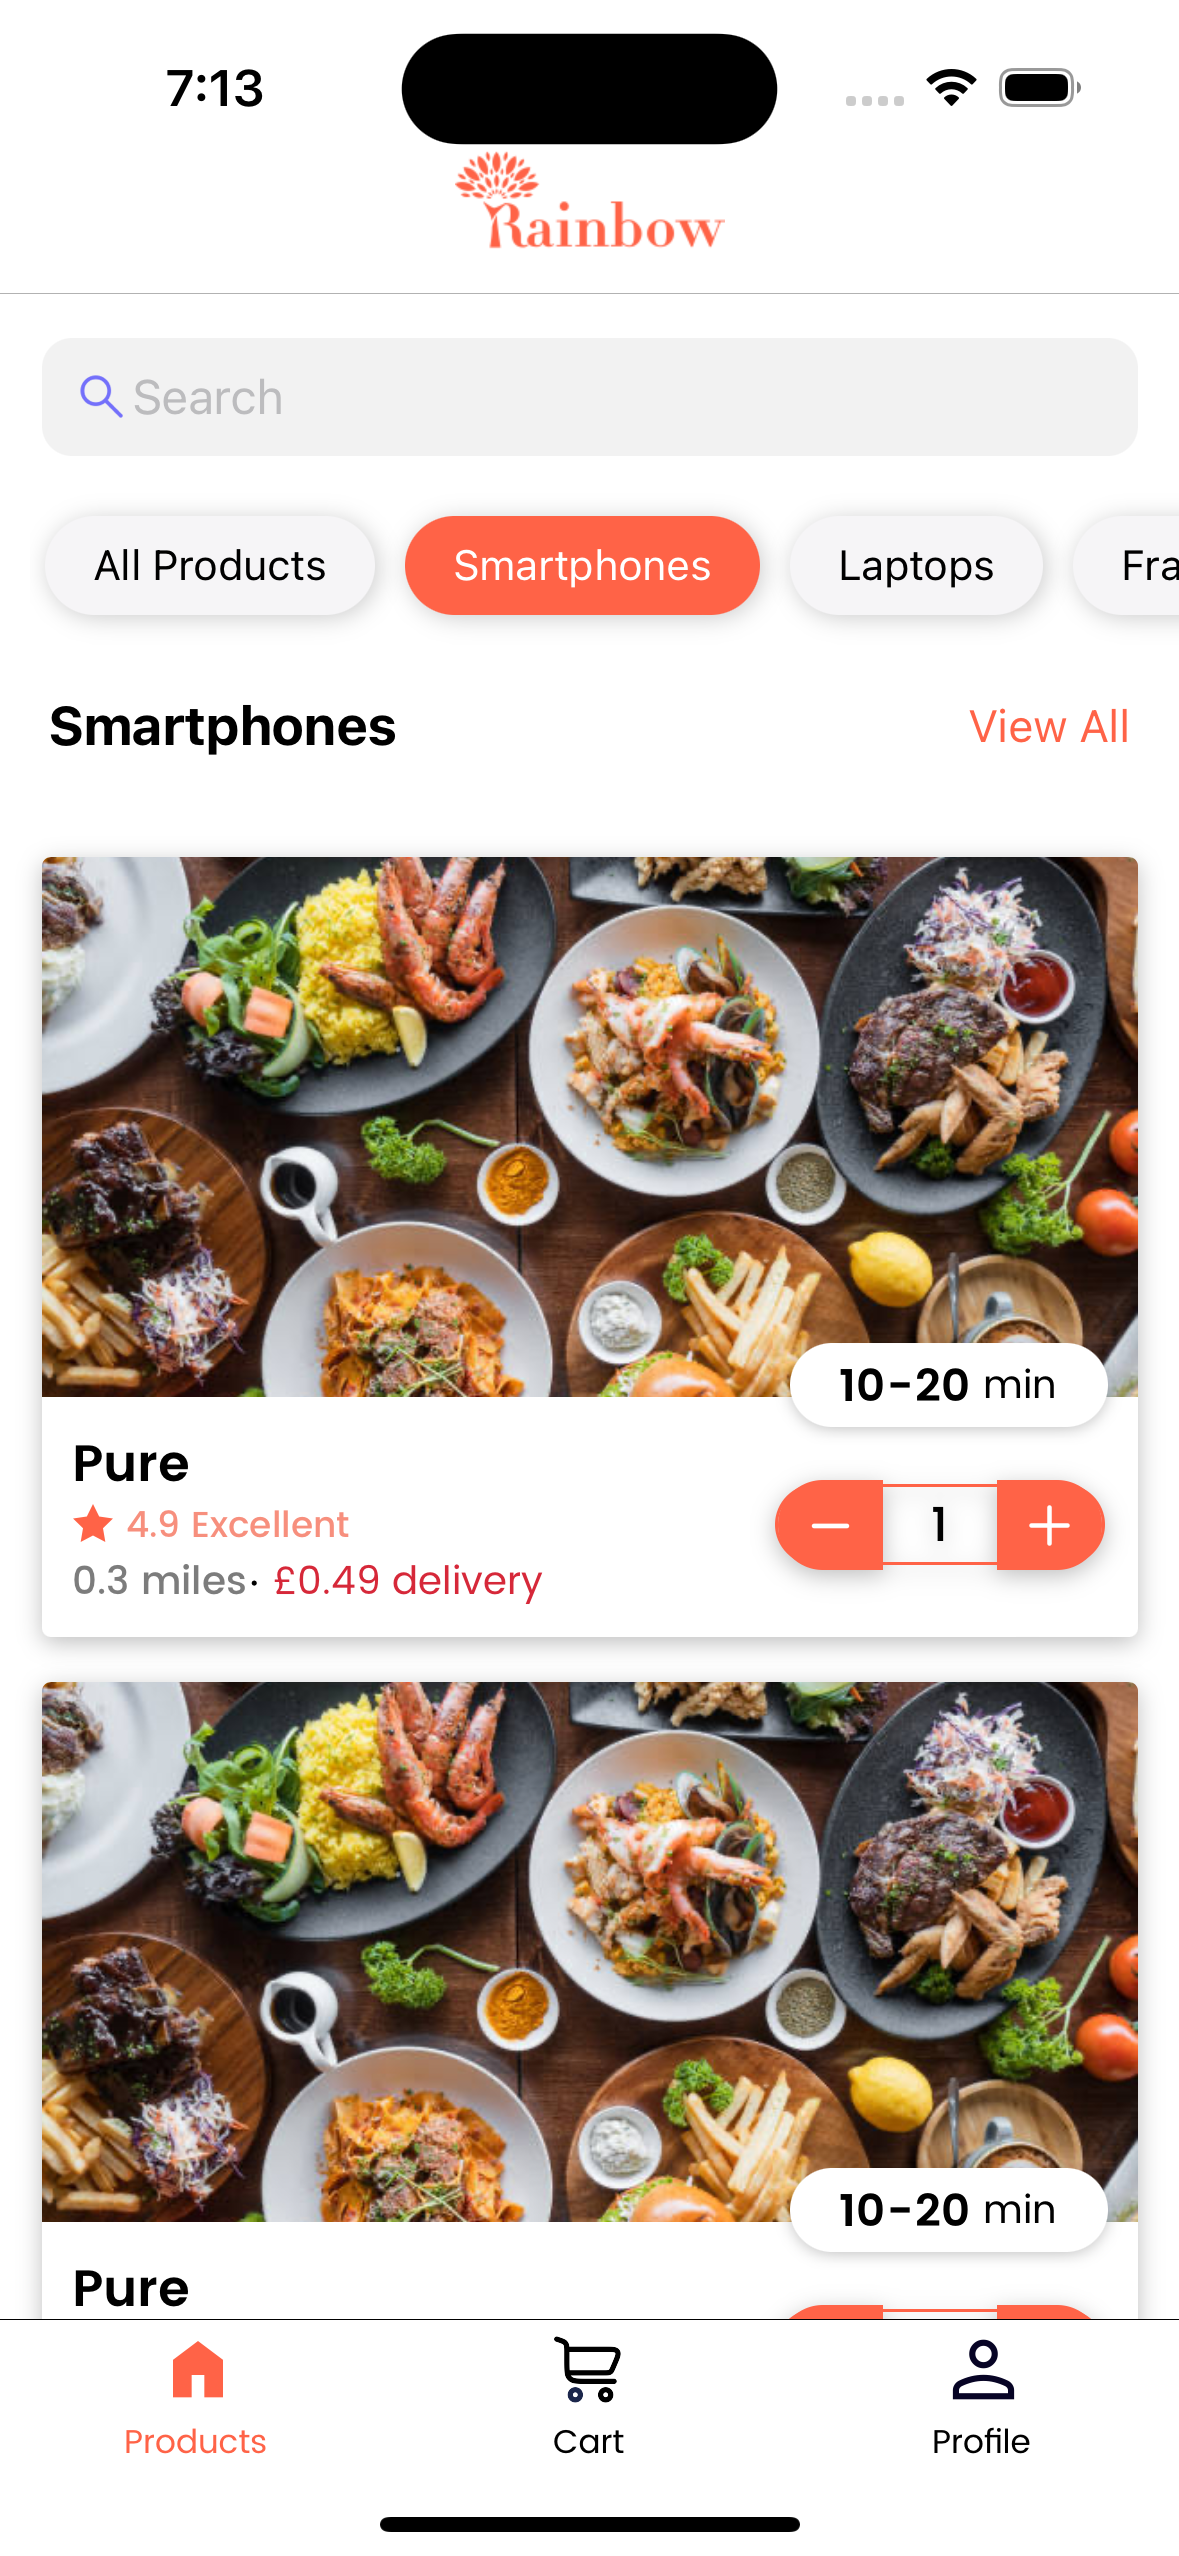 7:13
Rainbow
Search
All Products Smartphones Laptops Fra
Smartphones View All
10-20 min
Pure
4.9 Excellent
1
0.3 miles· £0.49 delivery
10-20 min
Pure
Products Cart Profile